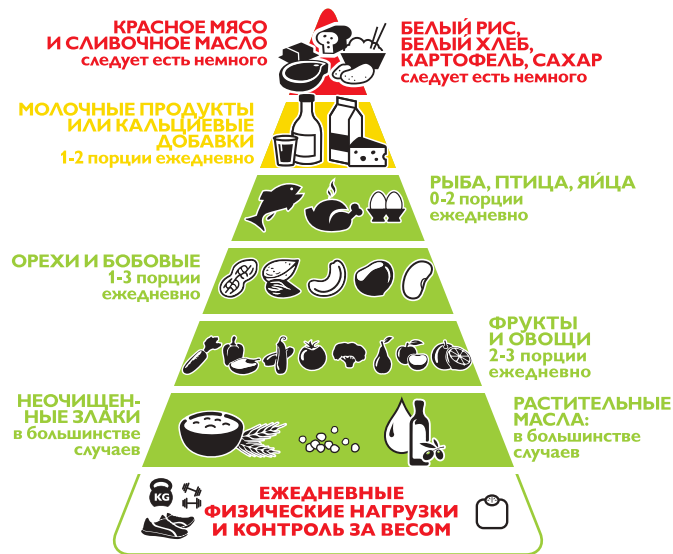 КРАСНОЕ МЯСО
И СЛИВОЧНОЕ МАСЛО
следует есть немного
БЕЛЫЙ РИС,
БЕЛЫЙ ХЛЕБ,
КАРТОФЕЛЬ, САХАР
следует есть немного
МОЛОЧНЫЕ ПРОДУКТЫ
ИЛИ КАЛЬЦИЕВЫЕ
ДОБАВКИ
1-2 порции ежедневно
РЫБА, ПТИЦА, ЯЙЦА
0-2 порции
ежедневно
ОРЕХИ И БОБОВЫЕ
1-3 порции
ежедневно
ФРУКТЫ
И ОВОЩИ
2-3 порции
ежедневно
НЕОЧИЩЕН-
НЫЕ ЗЛАКИ
в большинстве
случаев
РАСТИТЕЛЬНЫЕ
МАСЛА:
в большинстве
случаев
KG
ЕЖЕДНЕВНЫЕ
ФИЗИЧЕСКИЕ НАГРУЗКИ
И КОНТРОЛЬ ЗА ВЕСОМ